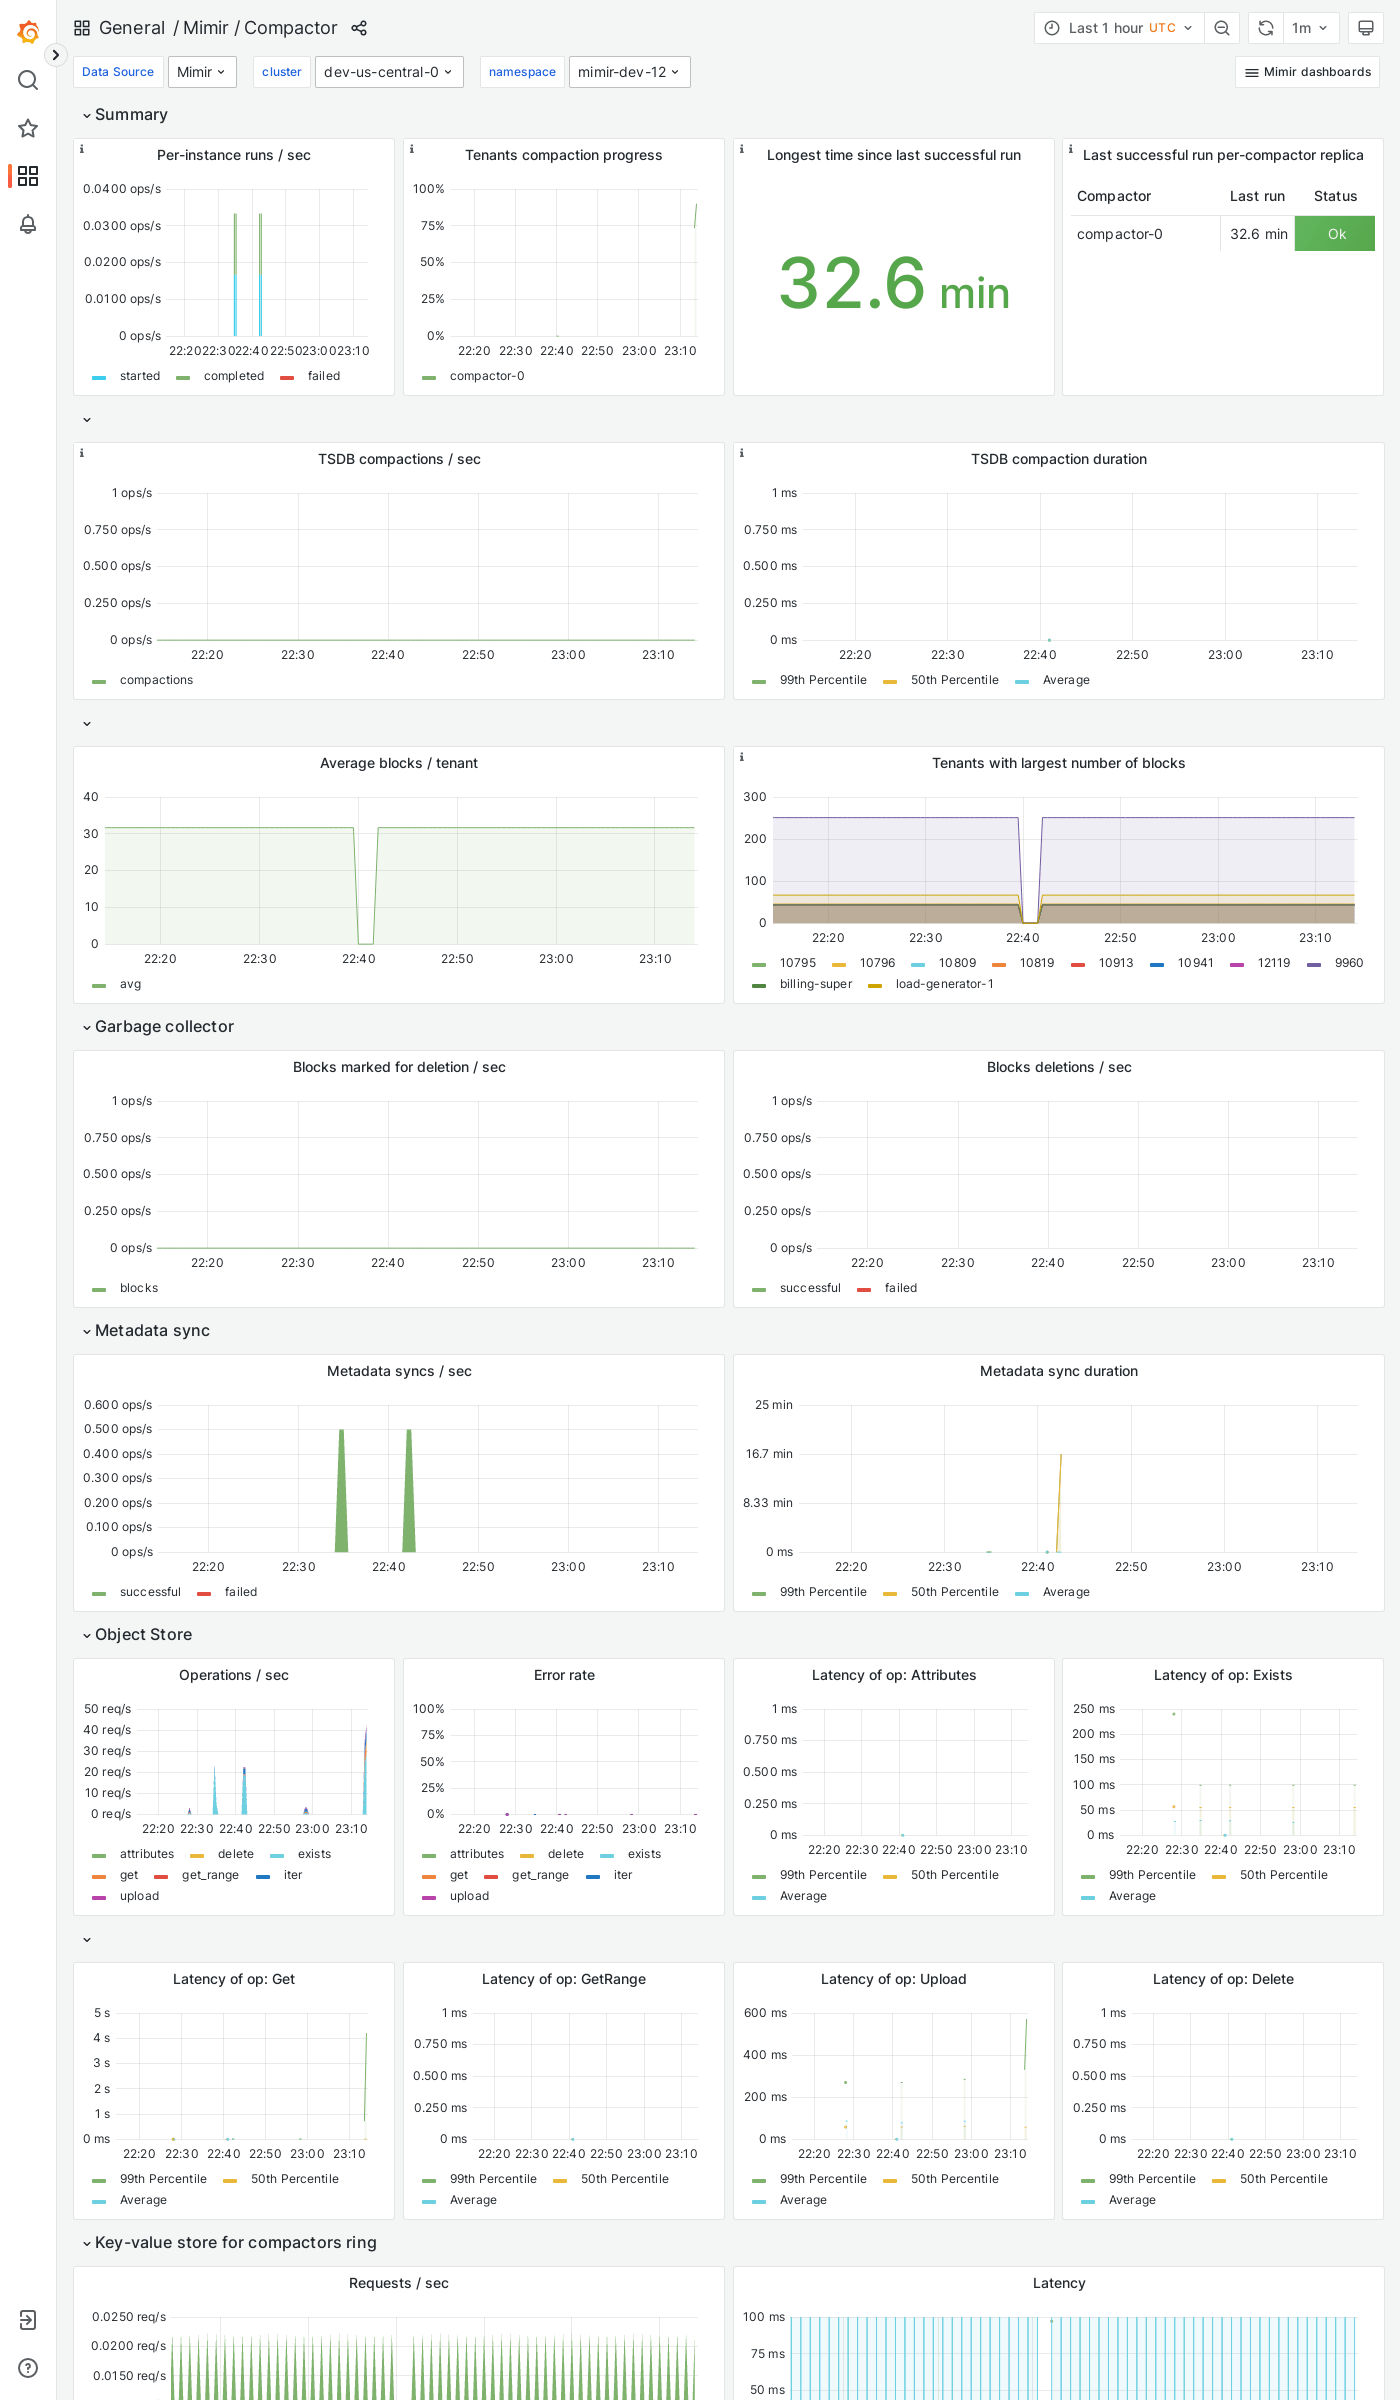 General / Mimir / Compactor
Last 1 hour UTC
1m
Data Source Mimir cluster dev-us-central-0 namespace mimir-dev-12 Mimir dashboards
Summary
Per-instance runs / sec
0.0400 ops/s
0.0300 ops/s
0.0200 ops/s
0.0100 ops/s
0 ops/s
22:20 22:30 22:40 22:50 23:00 23:10
started completed failed
Tenants compaction progress
100%
75%
50%
25%
0%
22:20 22:30 22:40 22:50 23:00 23:10
compactor-0
Longest time since last successful run
32.6 min
Last successful run per-compactor replica
Compactor Last run Status
compactor-0 32.6 min Ok
TSDB compactions / sec
1 ops/s
0.750 ops/s
0.500 ops/s
0.250 ops/s
0 ops/s
22:20 22:30 22:40 22:50 23:00 23:10
compactions
TSDB compaction duration
1 ms
0.750 ms
0.500 ms
0.250 ms
0 ms
22:20 22:30 22:40 22:50 23:00 23:10
99th Percentile 50th Percentile Average
Average blocks / tenant
40
30
20
10
0
22:20 22:30 22:40 22:50 23:00 23:10
avg
Tenants with largest number of blocks
300
200
100
0
22:20 22:30 22:40 22:50 23:00 23:10
10795 10796 10809 10819 10913 10941 12119 9960
billing-super load-generator-1
Garbage collector
Blocks marked for deletion / sec
1 ops/s
0.750 ops/s
0.500 ops/s
0.250 ops/s
0 ops/s
22:20 22:30 22:40 22:50 23:00 23:10
blocks
Blocks deletions / sec
1 ops/s
0.750 ops/s
0.500 ops/s
0.250 ops/s
0 ops/s
22:20 22:30 22:40 22:50 23:00 23:10
successful failed
Metadata sync
Metadata syncs / sec
0.600 ops/s
0.500 ops/s
0.400 ops/s
0.300 ops/s
0.200 ops/s
0.100 ops/s
0 ops/s
22:20 22:30 22:40 22:50 23:00 23:10
successful failed
Metadata sync duration
25 min
16.7 min
8.33 min
0 ms
22:20 22:30 22:40 22:50 23:00 23:10
99th Percentile 50th Percentile Average
Object Store
Operations / sec
50 req/s
40 req/s
30 req/s
20 req/s
10 req/s
0 req/s
22:20 22:30 22:40 22:50 23:00 23:10
attributes delete exists
get get_range iter
upload
Error rate
100%
75%
50%
25%
0%
22:20 22:30 22:40 22:50 23:00 23:10
attributes delete exists
get get_range iter
upload
Latency of op: Attributes
1 ms
0.750 ms
0.500 ms
0.250 ms
0 ms
22:20 22:30 22:40 22:50 23:00 23:10
99th Percentile 50th Percentile
Average
Latency of op: Exists
250 ms
200 ms
150 ms
100 ms
50 ms
0 ms
22:20 22:30 22:40 22:50 23:00 23:10
99th Percentile 50th Percentile
Average
Latency of op: Get
5 s
4 s
3 s
2 s
1 s
0 ms
22:20 22:30 22:40 22:50 23:00 23:10
99th Percentile 50th Percentile
Average
Latency of op: GetRange
1 ms
0.750 ms
0.500 ms
0.250 ms
0 ms
22:20 22:30 22:40 22:50 23:00 23:10
99th Percentile 50th Percentile
Average
Latency of op: Upload
600 ms
400 ms
200 ms
0 ms
22:20 22:30 22:40 22:50 23:00 23:10
99th Percentile 50th Percentile
Average
Latency of op: Delete
1 ms
0.750 ms
0.500 ms
0.250 ms
0 ms
22:20 22:30 22:40 22:50 23:00 23:10
99th Percentile 50th Percentile
Average
Key-value store for compactors ring
Requests / sec
0.0250 req/s
0.0200 req/s
0.0150 req/s
Latency
100 ms
75 ms
50 ms